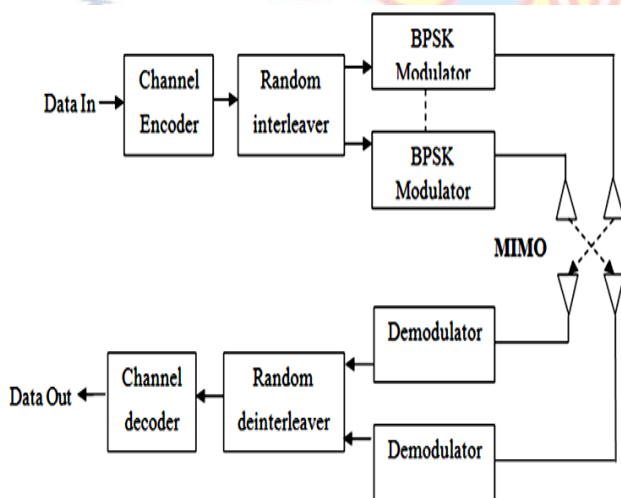 BPSK
Modulator
Data In
Channel
Encoder
Random
interleaver
BPSK
Modulator
MIMO
Demodulator
Data Out
Channel
decoder
Random
deinterleaver
Demodulator